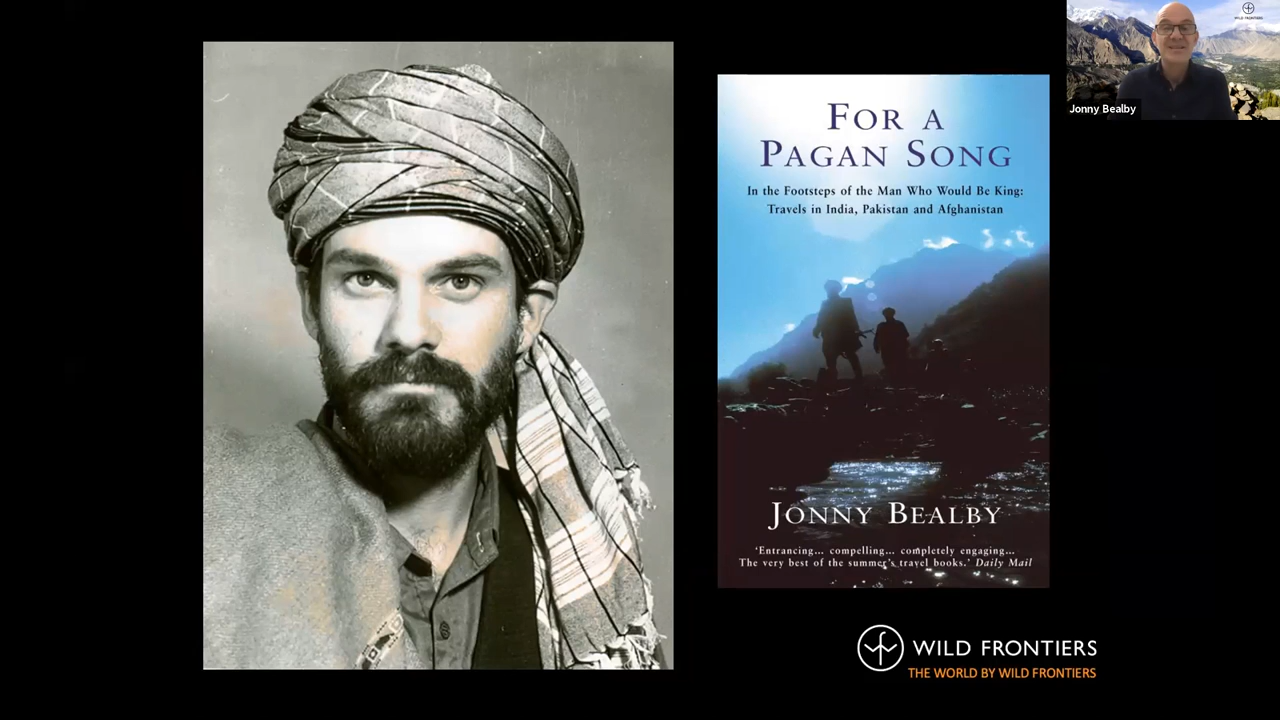 FOR A
PAGAN SONG
In the Footsteps of the Man Who Would Be King:
Travels in India, Pakistan and Afghanistan
JONNY BEALBY
'Entrancing... compelling... completely engaging...
The very best of the summer's travel books.' Daily Mail
WILD FRONTIERS
THE WORLD BY WILD FRONTIERS
WILD FRONTIERS
Jonny Bealby